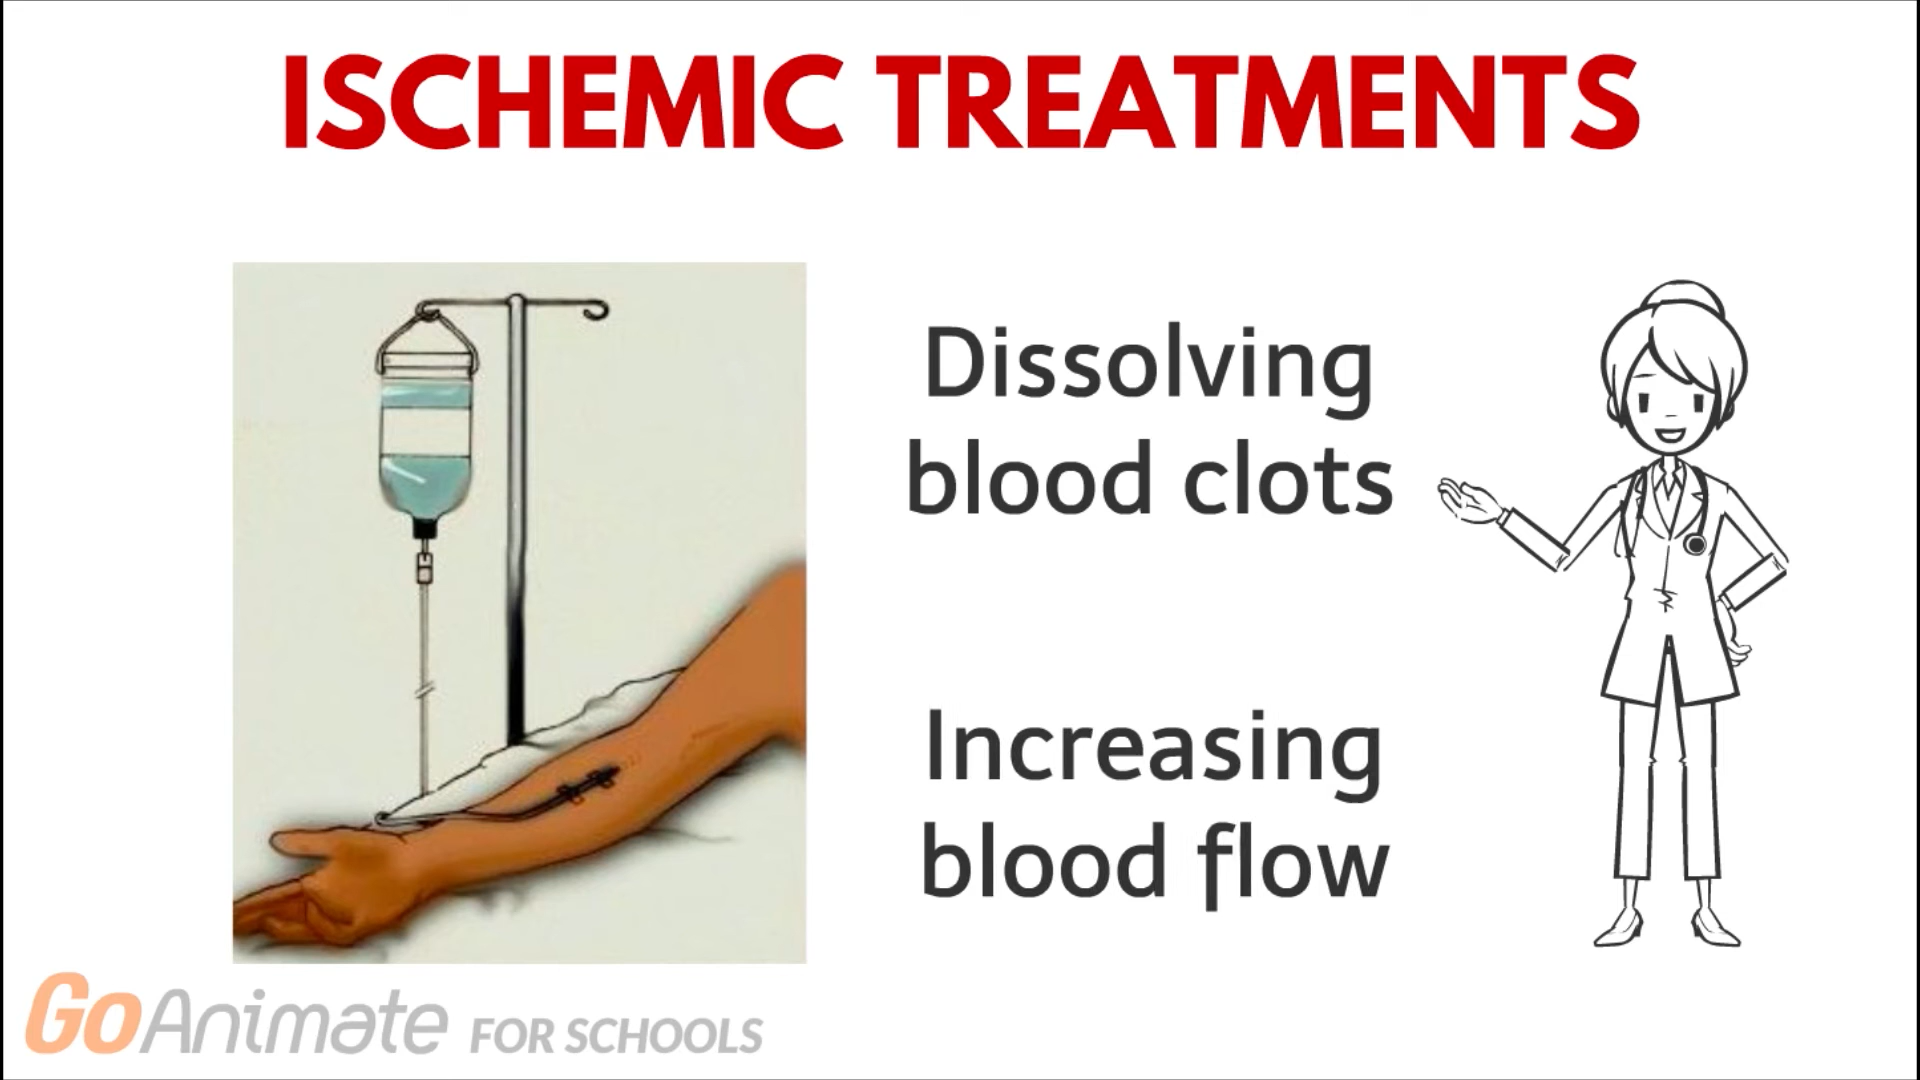 ISCHEMIC TREATMENTS
Dissolving
blood clots
Increasing
blood flow
GoAnimate FOR SCHOOLS